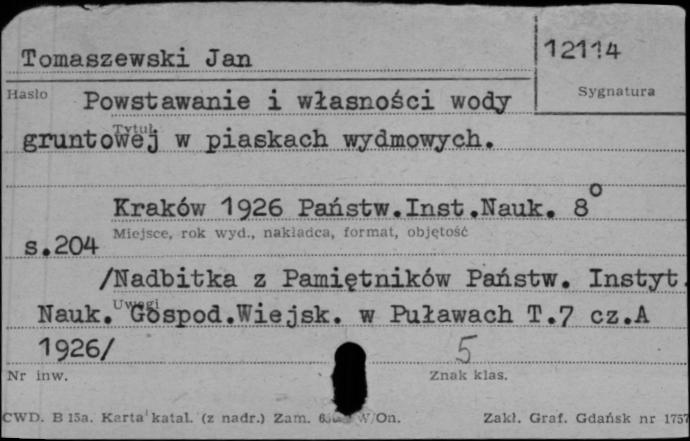 Tomaszewski Jan
12114
Hasło
Sygnatura
Powstawanie i własności wody
Tytuł
gruntowej w piaskach wydmowych.
Kraków 1926 Państw.Inst.Nauk. 8o
Miejsce, rok wyd., nakładca, format, objętość
s.204
/Nadbitka z Pamiętników Państw. Instyt.
Uwagi
Nauk. Gospod.Wiejsk. w Puławach T.7 cz.A
1926/
5
Nr inw.
Znak klas.
CWD. B 15a. Karta katal. (z nadr.) Zam. W/On.
Zakł. Graf. Gdańsk nr 1757